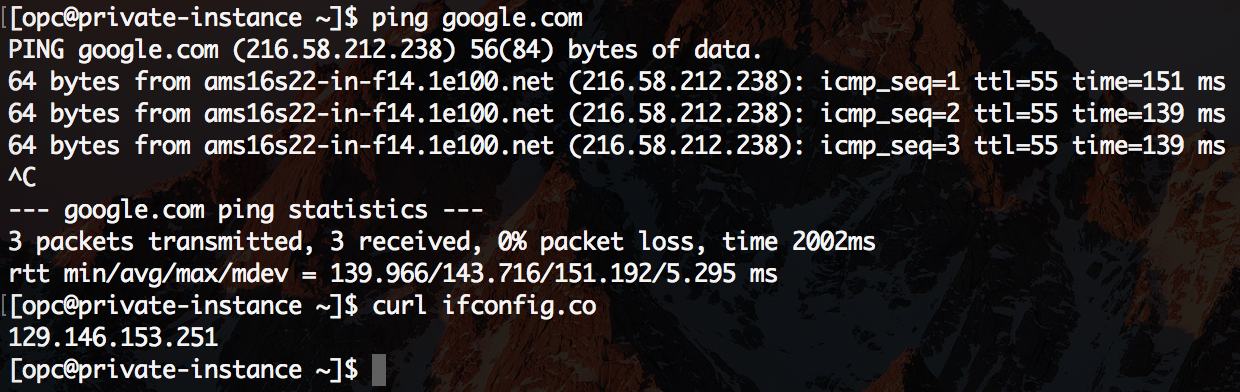 [opc@private-instance ~]$ ping google.com
PING google.com (216.58.212.238) 56(84) bytes of data.
64 bytes from ams16s22-in-f14.1e100.net (216.58.212.238): icmp_seq=1 ttl=55 time=151 ms
64 bytes from ams16s22-in-f14.1e100.net (216.58.212.238): icmp_seq=2 ttl=55 time=139 ms
64 bytes from ams16s22-in-f14.1e100.net (216.58.212.238): icmp_seq=3 ttl=55 time=139 ms
^C
--- google.com ping statistics ---
3 packets transmitted, 3 received, 0% packet loss, time 2002ms
rtt min/avg/max/mdev = 139.966/143.716/151.192/5.295 ms
[opc@private-instance ~]$ curl ifconfig.co
129.146.153.251
[opc@private-instance ~]$